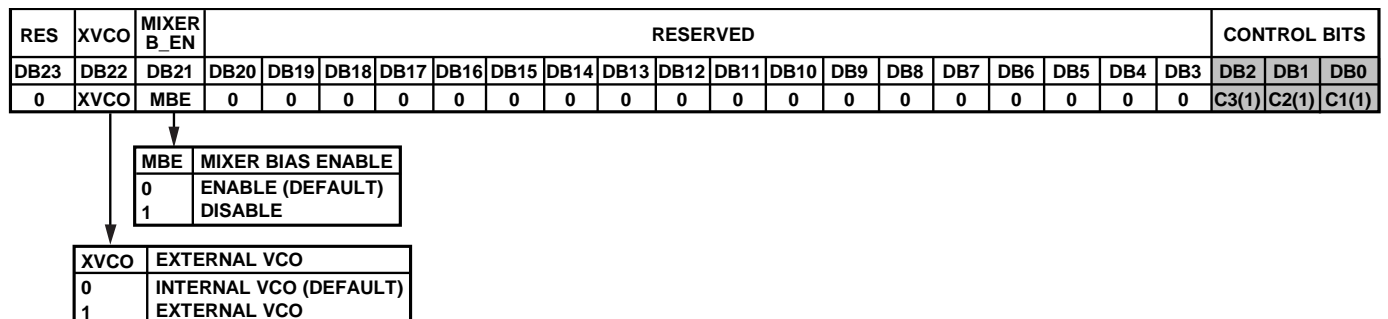 RES XVCO MIXER B_EN RESERVED CONTROL BITS
DB23 DB22 DB21 DB20 DB19 DB18 DB17 DB16 DB15 DB14 DB13 DB12 DB11 DB10 DB9 DB8 DB7 DB6 DB5 DB4 DB3 DB2 DB1 DB0
0 XVCO MBE 0 0 0 0 0 0 0 0 0 0 0 0 0 0 0 0 0 0 C3(1) C2(1) C1(1)
MBE MIXER BIAS ENABLE
0 ENABLE (DEFAULT)
1 DISABLE
XVCO EXTERNAL VCO
0 INTERNAL VCO (DEFAULT)
1 EXTERNAL VCO